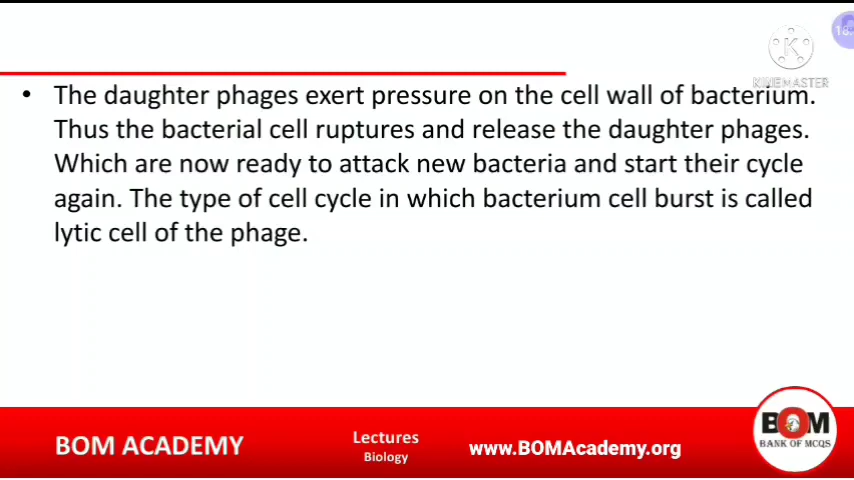 18
K
KINEMASTER
• The daughter phages exert pressure on the cell wall of bacterium.
Thus the bacterial cell ruptures and release the daughter phages.
Which are now ready to attack new bacteria and start their cycle
again. The type of cell cycle in which bacterium cell burst is called
lytic cell of the phage.
BOM ACADEMY
Lectures
Biology
www.BOMAcademy.org
BOM
BANK OF MCQS